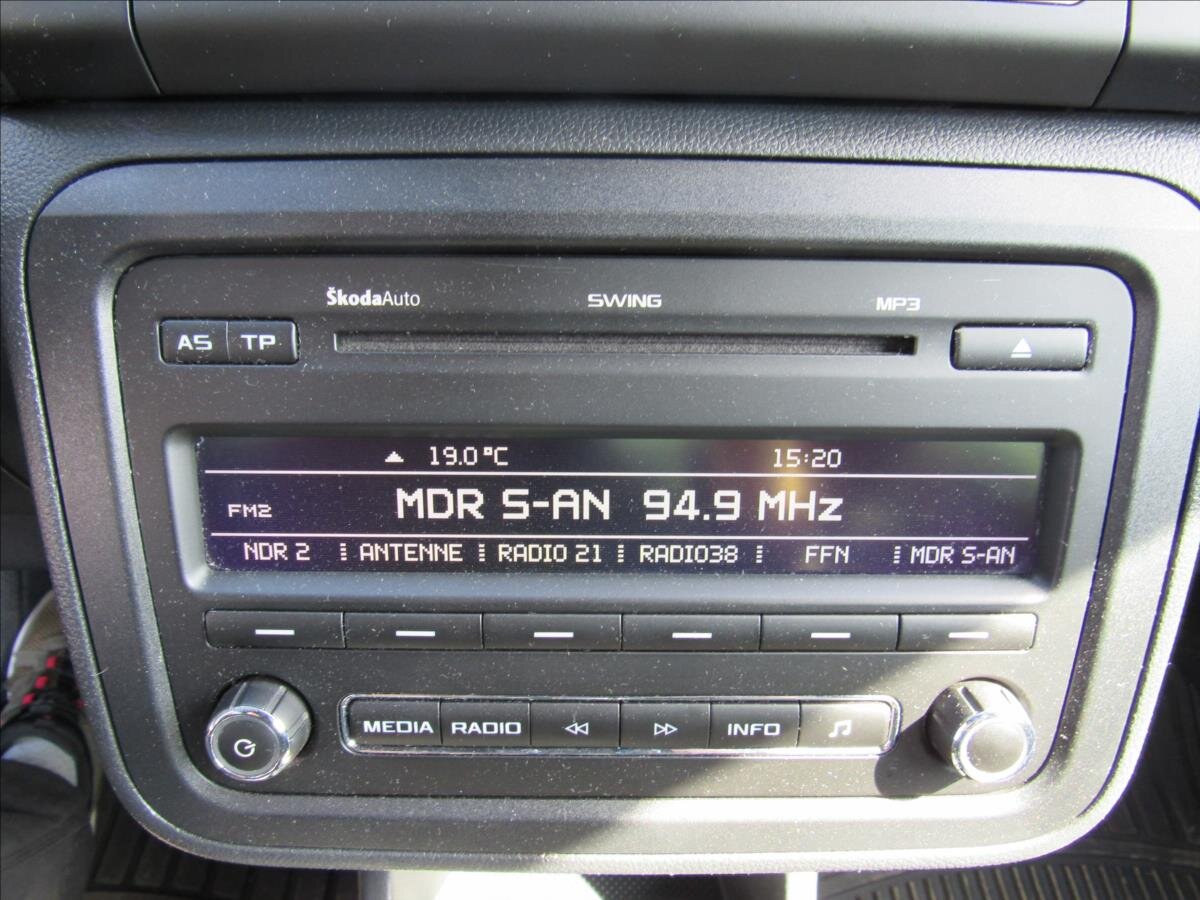 ŠkodaAuto SWING MP3
AS TP
19.0°C 15:20
FM2 MDR S-AN 94.9 MHz
NDR 2 ANTENNE RADIO 21 RADIO38 FFN MDR S-AN
MEDIA RADIO INFO